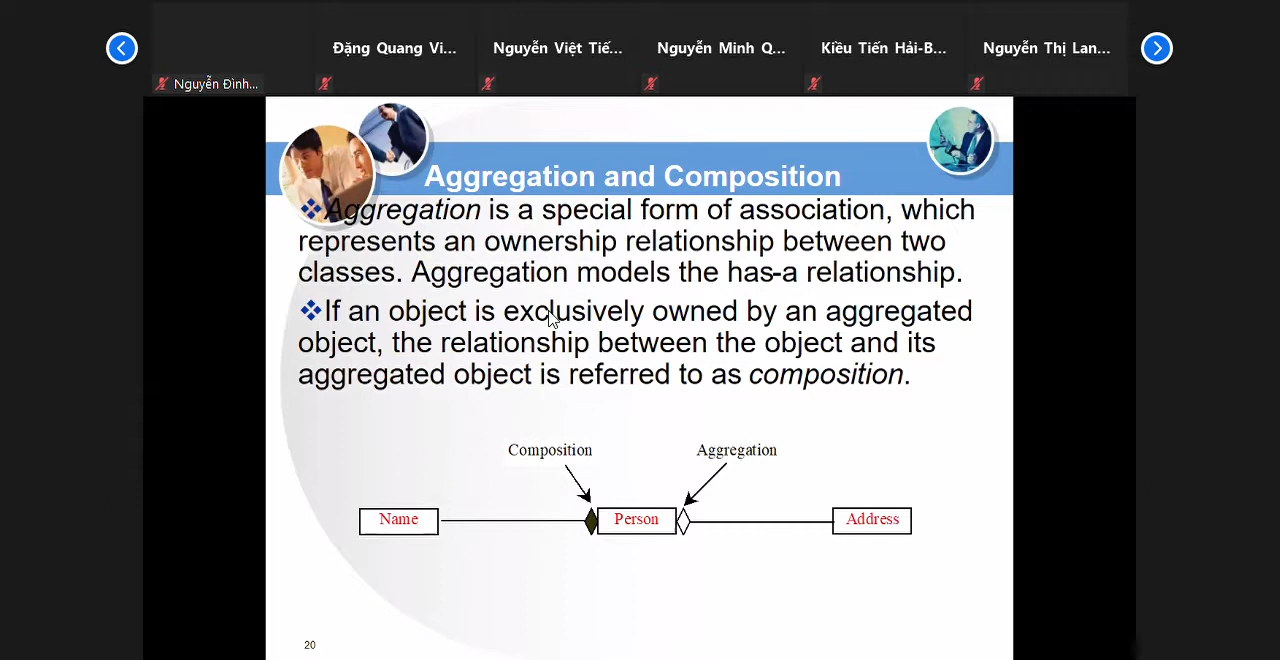 Đặng Quang Vi...
Nguyễn Việt Tiế...
Nguyễn Minh Q...
Kiều Tiến Hải-B...
Nguyễn Thị Lan...
Nguyễn Đình...
Aggregation and Composition
❖Aggregation is a special form of association, which
represents an ownership relationship between two
classes. Aggregation models the has-a relationship.
❖If an object is exclusively owned by an aggregated
object, the relationship between the object and its
aggregated object is referred to as composition.
Composition
Aggregation
Name
Person
Address
20